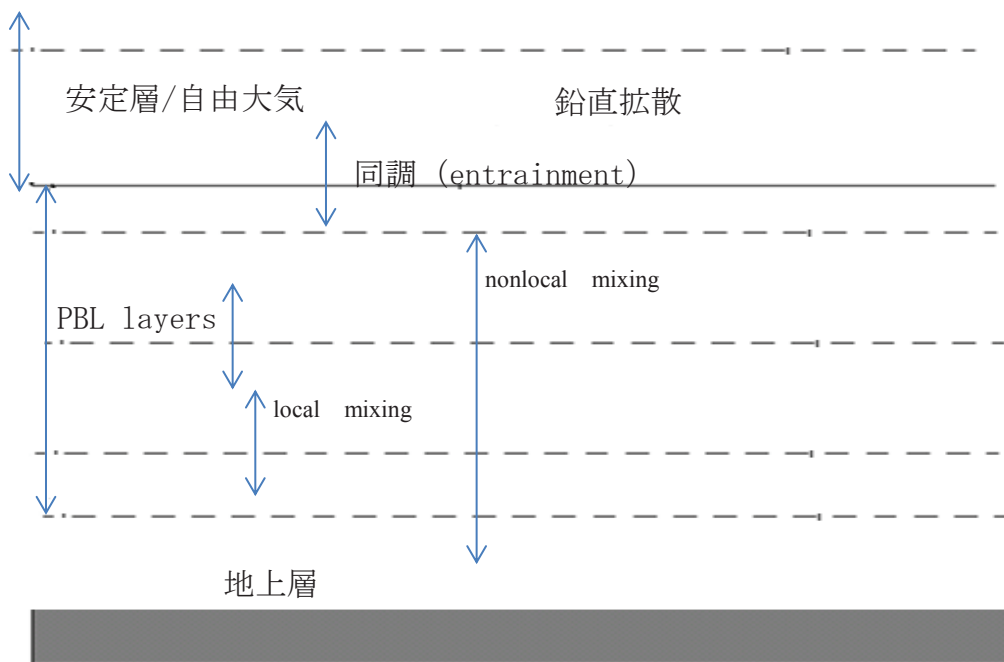 安定層/自由大気
鉛直拡散
同調 (entrainment)
nonlocal mixing
PBL layers
local mixing
地上層